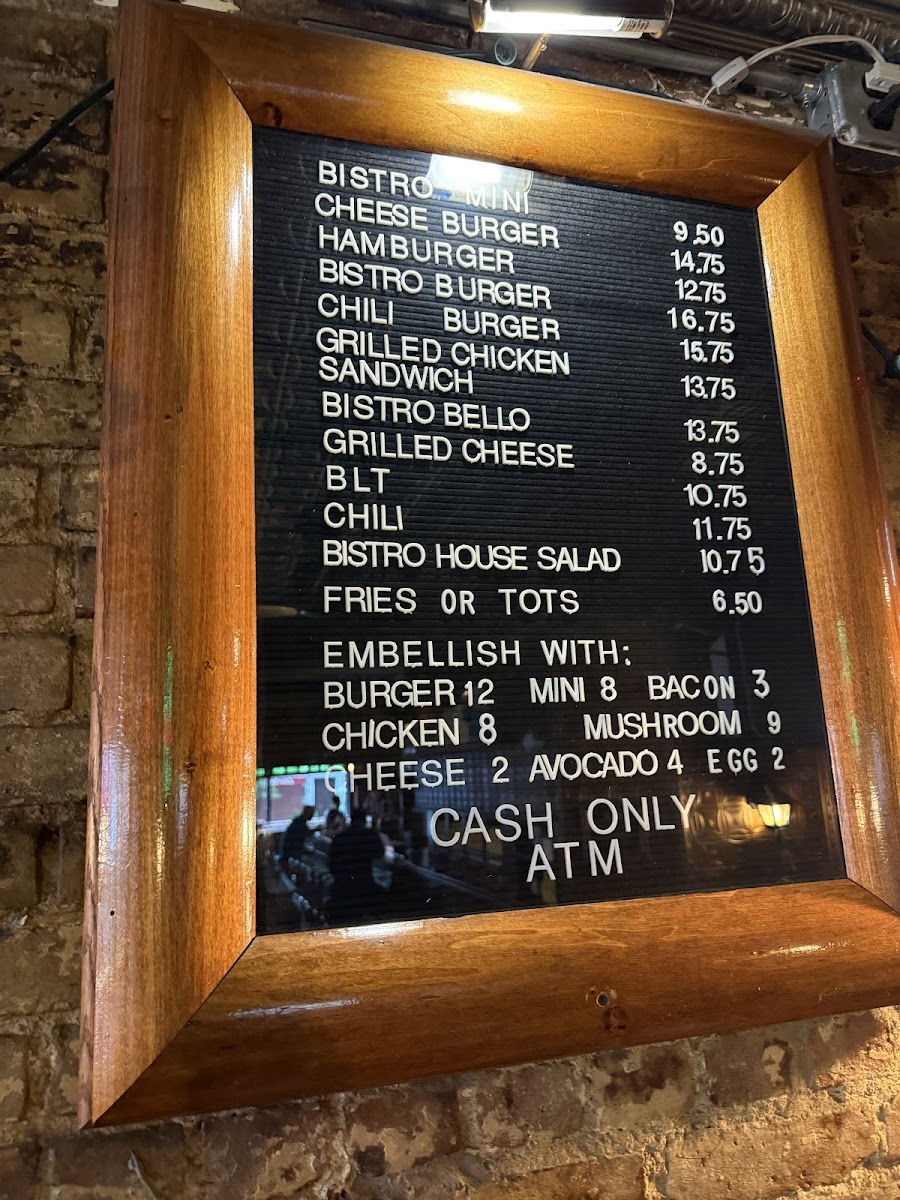 BISTRO MINI 9.50
CHEESE BURGER 14.75
HAMBURGER 12.75
BISTRO BURGER 16.75
CHILI BURGER 15.75
GRILLED CHICKEN
SANDWICH 13.75
BISTRO BELLO 13.75
GRILLED CHEESE 8.75
BLT 10.75
CHILI 11.75
BISTRO HOUSE SALAD 10.75
FRIES OR TOTS 6.50
EMBELLISH WITH:
BURGER 12 MINI 8 BACON 3
CHICKEN 8 MUSHROOM 9
CHEESE 2 AVOCADO 4 EGG 2
CASH ONLY
ATM